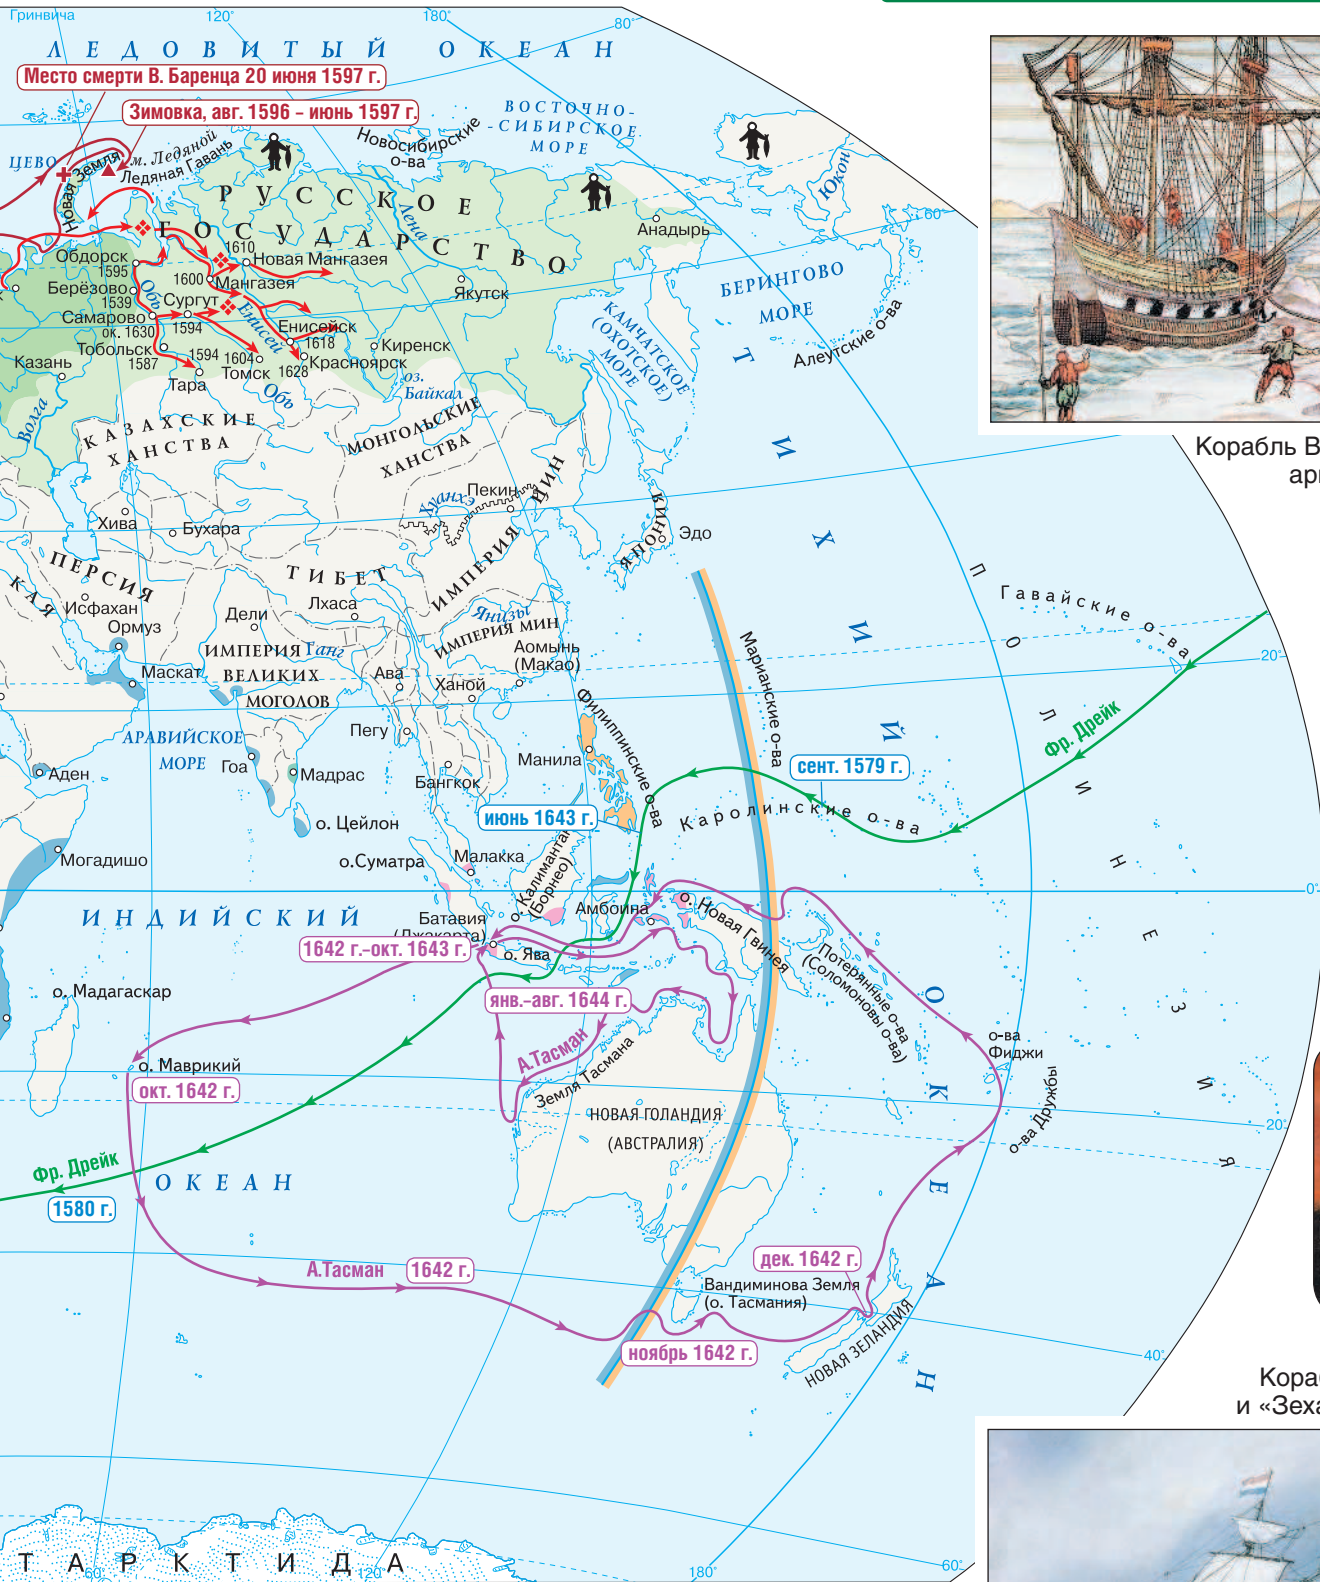 Гринвича
120°
180°
80°
ЛЕДОВИТЫЙ ОКЕАН
Место смерти В. Баренца 20 июня 1597 г.
Зимовка, авг. 1596 – июнь 1597 г.
ВОСТОЧНО-
-СИБИРСКОЕ
МОРЕ
Новосибирские
о-ва
ЦЕВО
Новая Земля
м. Ледяной
Ледяная Гавань
Юкон
60°
РУССКОЕ
ГОСУДАРСТВО
Лена
Анадырь
Обдорск
1595
1610
Новая Мангазея
Берёзово
1539
1600
Мангазея
Обь
Сургут
Якутск
Самарово
ок. 1630
1594
Енисей
Енисейск
1618
Тобольск
1587
1594
1604
Томск
1628
Красноярск
Киренск
Казань
Тара
Обь
оз.
Байкал
Волга
БЕРИНГОВО
МОРЕ
Алеутские о-ва
КАМЧАТСКОЕ
(ОХОТСКОЕ)
МОРЕ
КАЗАХСКИЕ
ХАНСТВА
МОНГОЛЬСКИЕ
ХАНСТВА
Корабль В
ар
Хуанхэ
Пекин
ИМПЕРИЯ ЦИН
Хива
Бухара
ЯПОНИЯ
Эдо
ПЕРСИЯ
КАЯ
ТИБЕТ
Исфахан
Ормуз
Дели
Лхаса
Янцзы
ИМПЕРИЯ МИН
ИМПЕРИЯ
ВЕЛИКИХ
МОГОЛОВ
Ганг
Аомынь
(Макао)
Маскат
Ава
Ханой
Гавайские о-ва
20°
ТИХИЙ ОКЕАН
ПОЛИНЕЗИЯ
Марианские о-ва
Филиппинские о-ва
АРАВИЙСКОЕ
МОРЕ
Пегу
Манила
Фр. Дрейк
Аден
Гоа
Мадрас
Бангкок
сент. 1579 г.
о. Цейлон
июнь 1643 г.
Каролинские о-ва
Могадишо
о.Суматра
Малакка
о. Калимантан
(Борнео)
0°
ИНДИЙСКИЙ
ОКЕАН
Батавия
(Джакарта)
Амбоина
о. Новая Гвинея
1642 г.–окт. 1643 г.
о. Ява
Потерянные о-ва
(Соломоновы о-ва)
о. Мадагаскар
янв.–авг. 1644 г.
А.Тасман
Земля Тасмана
о-ва
Фиджи
о. Маврикий
окт. 1642 г.
о-ва Дружбы
НОВАЯ ГОЛАНДИЯ
(АВСТРАЛИЯ)
20°
Фр. Дрейк
1580 г.
А.Тасман
1642 г.
дек. 1642 г.
Вандиминова Земля
(о. Тасмания)
ноябрь 1642 г.
НОВАЯ ЗЕЛАНДИЯ
40°
Кора
и «Зеха
ТАРКТИДА
60°
120°
180°
60°